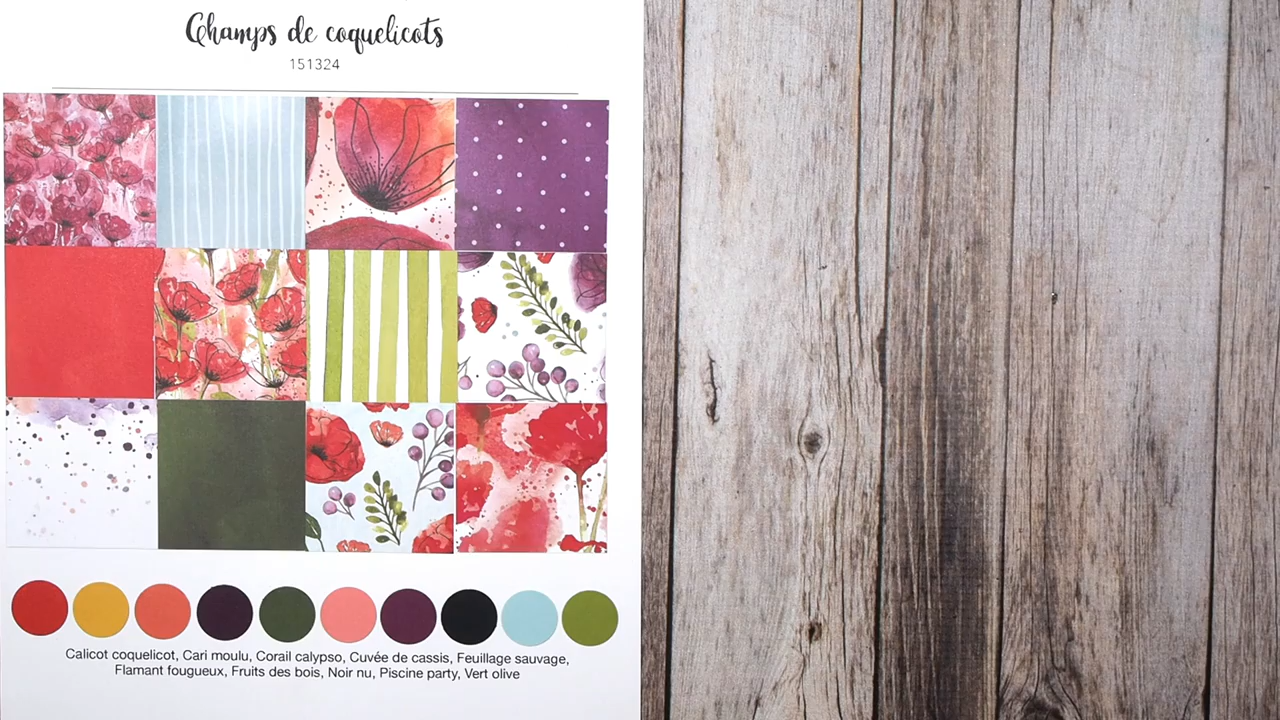 Champs de coquelicots
151324
Calicot coquelicot, Cari moulu, Corail calypso, Cuvée de cassis, Feuillage sauvage,
Flamant fougueux, Fruits des bois, Noir nu, Piscine party, Vert olive